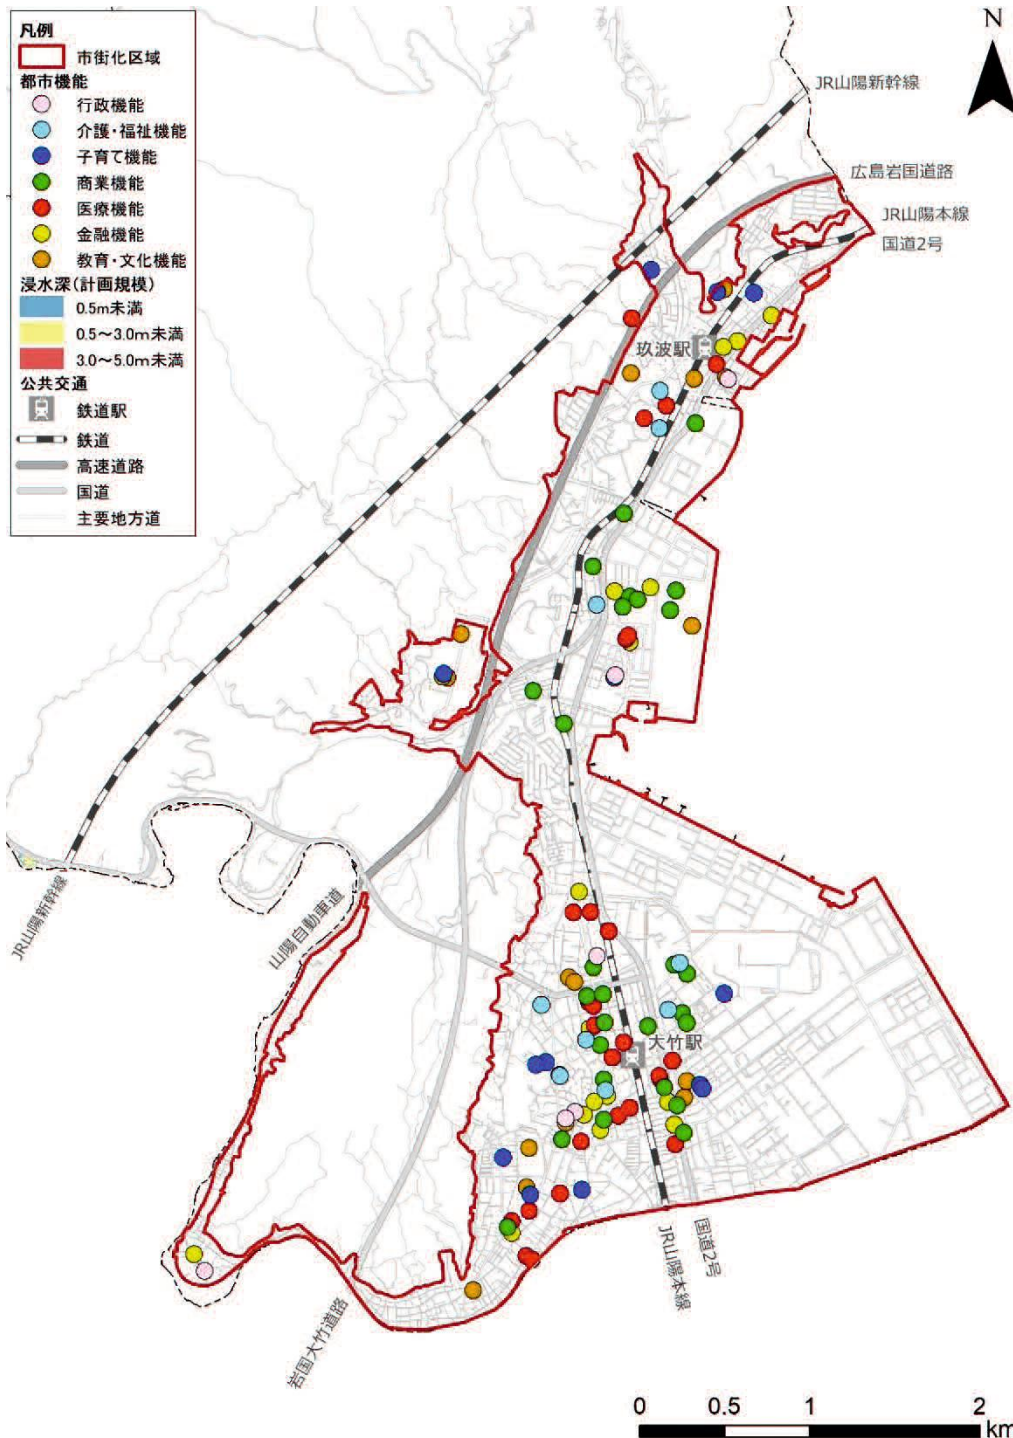 凡例
市街化区域
都市機能
行政機能
介護・福祉機能
子育て機能
商業機能
医療機能
金融機能
教育・文化機能
浸水深(計画規模)
0.5m未満
0.5～3.0m未満
3.0～5.0m未満
公共交通
鉄道駅
鉄道
高速道路
国道
主要地方道
N
JR山陽新幹線
広島岩国道路
JR山陽本線
国道2号
玖波駅
JR山陽新幹線
山陽自動車道
大竹駅
岩国大竹道路
JR山陽本線
国道2号
0 0.5 1 2
km